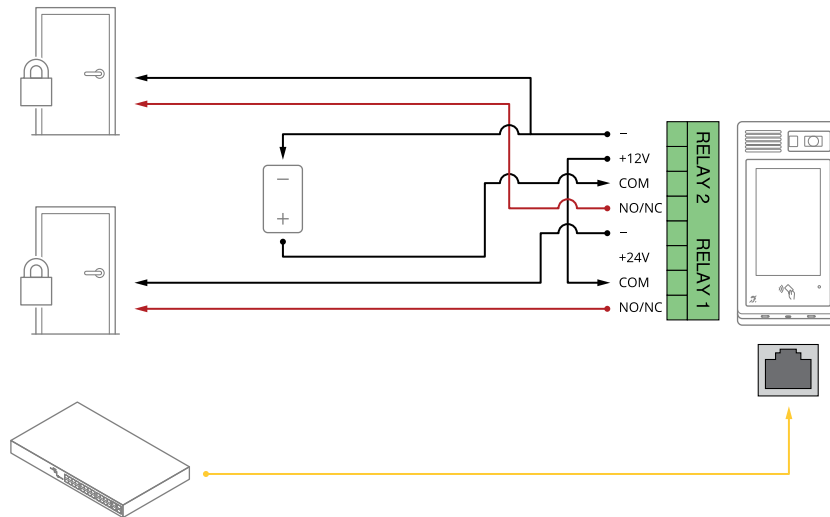 –
+12V
COM
NO/NC
–
+24V
COM
NO/NC
RELAY 2
RELAY 1
–
+